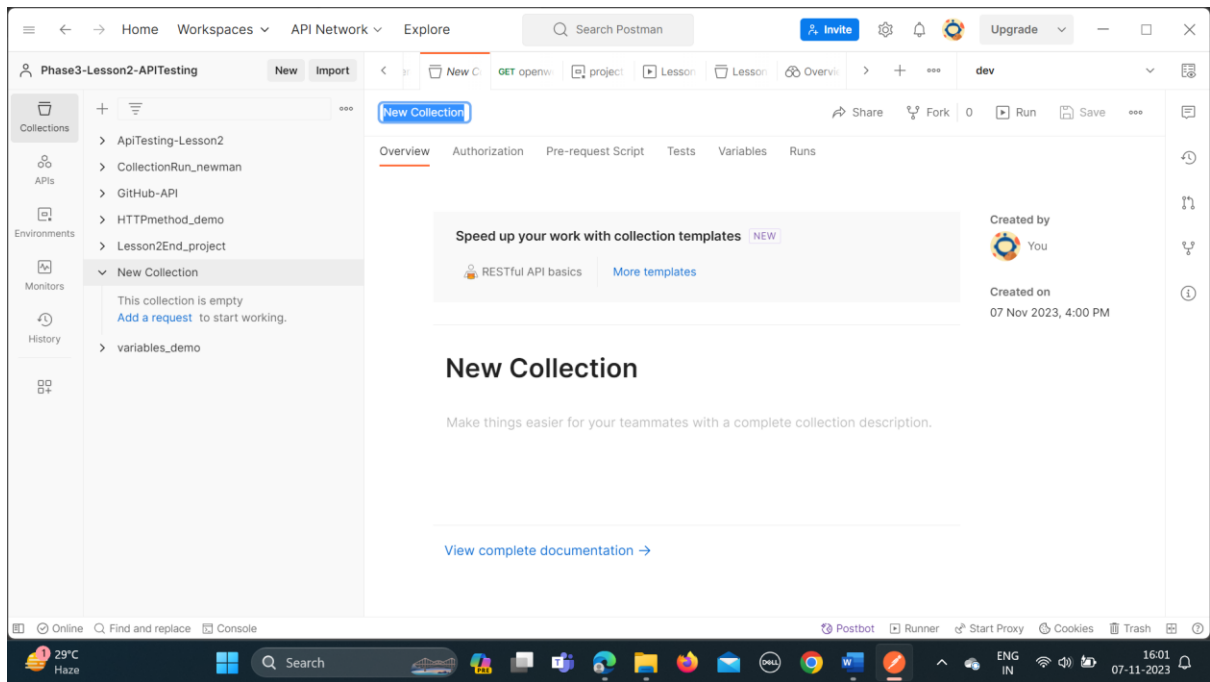 Home Workspaces API Network Explore Search Postman Invite Upgrade
Phase3-Lesson2-APITesting New Import New C GET openw project Lesson Lesson Overvi dev
New Collection Share Fork 0 Run Save
Collections
APIs
Environments
Monitors
History
ApiTesting-Lesson2
CollectionRun_newman
GitHub-API
HTTPmethod_demo
Lesson2End_project
New Collection
This collection is empty
Add a request to start working.
variables_demo
Overview Authorization Pre-request Script Tests Variables Runs
Speed up your work with collection templates NEW
RESTful API basics More templates
New Collection
Make things easier for your teammates with a complete collection description.
View complete documentation →
Created by
You
Created on
07 Nov 2023, 4:00 PM
Online Find and replace Console Postbot Runner Start Proxy Cookies Trash
1 29°C
Haze
Search
PRE
DELL
ENG
IN
16:01
07-11-2023